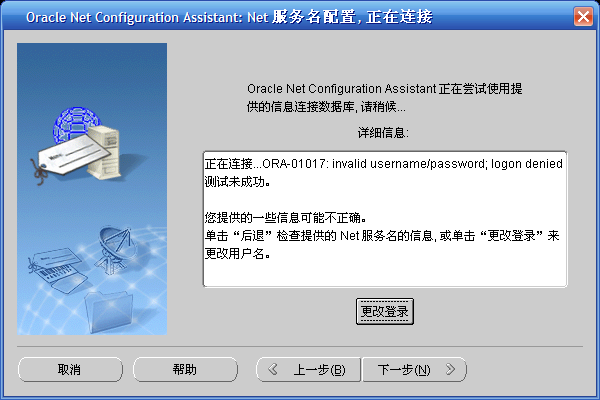 Oracle Net Configuration Assistant: Net 服务名配置, 正在连接
Oracle Net Configuration Assistant 正在尝试使用提
供的信息连接数据库, 请稍候...
详细信息:
正在连接...ORA-01017: invalid username/password; logon denied
测试未成功。
您提供的一些信息可能不正确。
单击“后退”检查提供的 Net 服务名的信息, 或单击“更改登录”来
更改用户名。
更改登录
取消 帮助 上一步(B) 下一步(N)